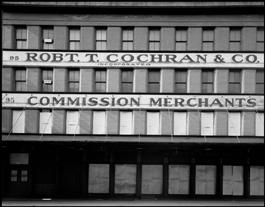 95 ROBT. T. COCHRAN & CO.
INCORPORATED
95 COMMISSION MERCHANTS